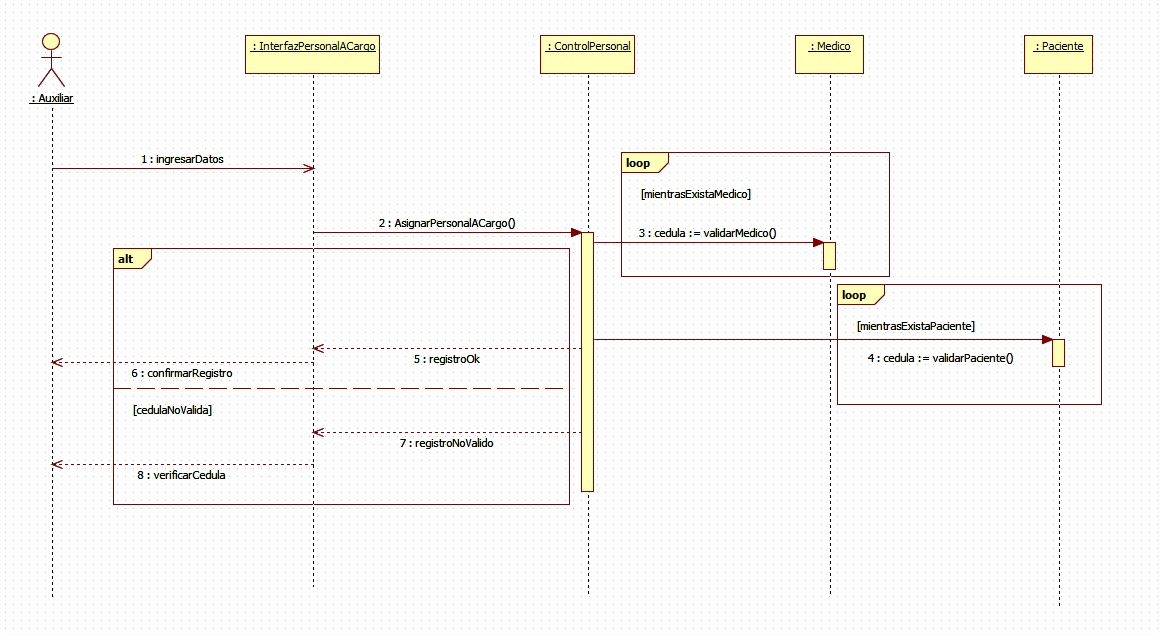 : InterfazPersonalACargo
: ControlPersonal
: Medico
: Paciente
: Auxiliar
1 : ingresarDatos
loop
[mientrasExistaMedico]
2 : AsignarPersonalACargo()
3 : cedula := validarMedico()
alt
loop
[mientrasExistaPaciente]
5 : registroOk
4 : cedula := validarPaciente()
6 : confirmarRegistro
[cedulaNoValida]
7 : registroNoValido
8 : verificarCedula